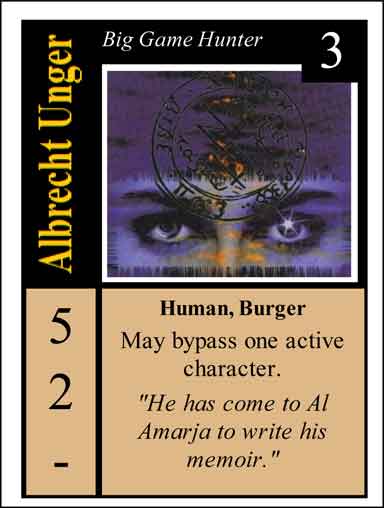 Albrecht Unger
Big Game Hunter
3
5
2
-
Human, Burger
May bypass one active
character.
"He has come to Al
Amarja to write his
memoir."